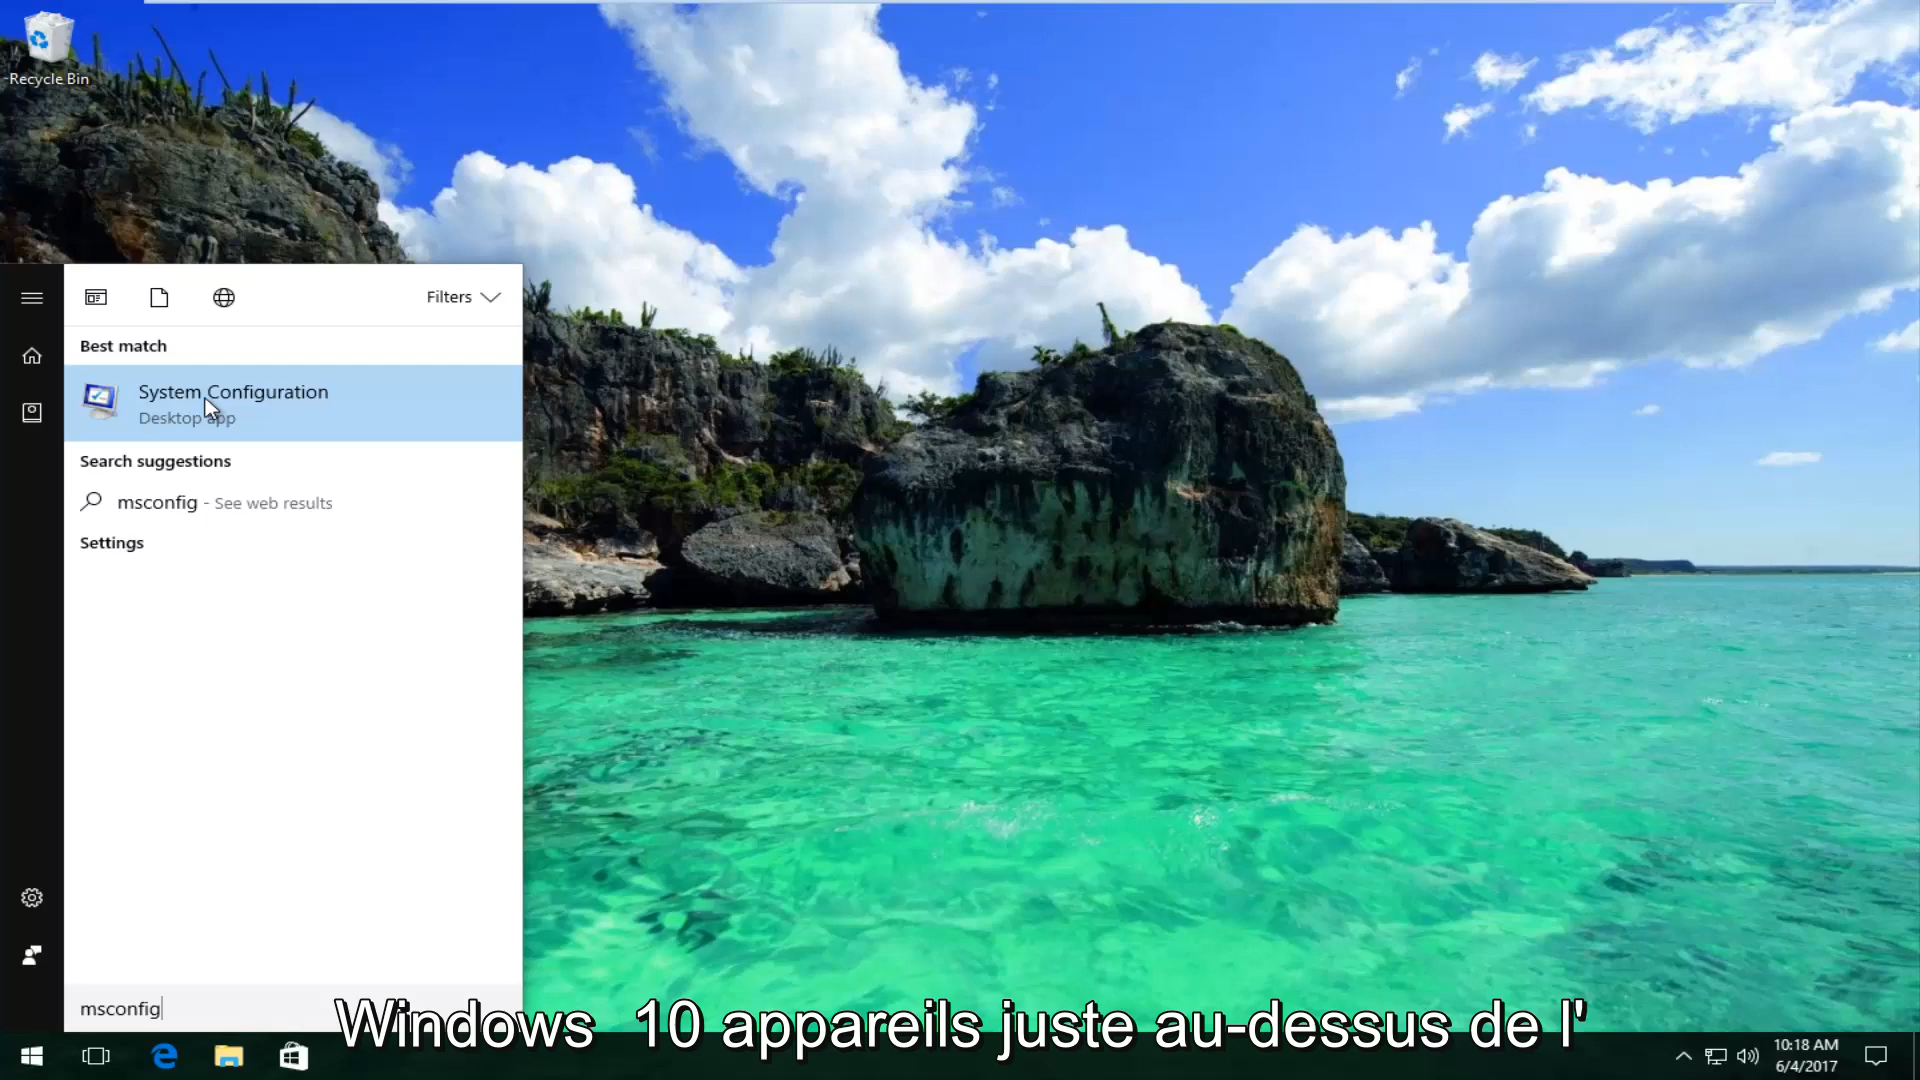 Recycle Bin
Filters
Best match
System Configuration
Desktop app
Search suggestions
msconfig - See web results
Settings
msconfig
Windows 10 appareils juste au-dessus de l'
10:18 AM
6/4/2017